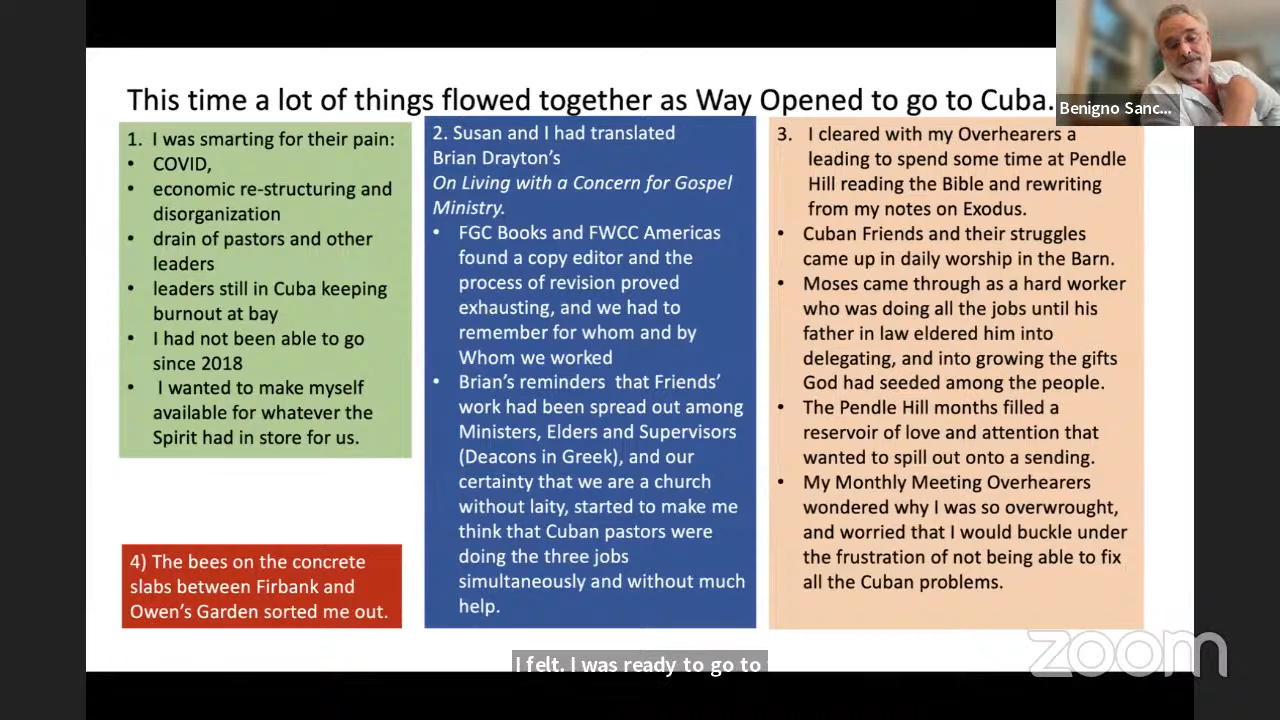 This time a lot of things flowed together as Way Opened to go to Cuba.
Benigno Sanc...
1. I was smarting for their pain:
• COVID,
• economic re-structuring and
disorganization
• drain of pastors and other
leaders
• leaders still in Cuba keeping
burnout at bay
• I had not been able to go
since 2018
• I wanted to make myself
available for whatever the
Spirit had in store for us.
4) The bees on the concrete
slabs between Firbank and
Owen's Garden sorted me out.
2. Susan and I had translated
Brian Drayton's
On Living with a Concern for Gospel
Ministry.
• FGC Books and FWCC Americas
found a copy editor and the
process of revision proved
exhausting, and we had to
remember for whom and by
Whom we worked
• Brian's reminders that Friends'
work had been spread out among
Ministers, Elders and Supervisors
(Deacons in Greek), and our
certainty that we are a church
without laity, started to make me
think that Cuban pastors were
doing the three jobs
simultaneously and without much
help.
3. I cleared with my Overhearers a
leading to spend some time at Pendle
Hill reading the Bible and rewriting
from my notes on Exodus.
• Cuban Friends and their struggles
came up in daily worship in the Barn.
• Moses came through as a hard worker
who was doing all the jobs until his
father in law eldered him into
delegating, and into growing the gifts
God had seeded among the people.
• The Pendle Hill months filled a
reservoir of love and attention that
wanted to spill out onto a sending.
• My Monthly Meeting Overhearers
wondered why I was so overwrought,
and worried that I would buckle under
the frustration of not being able to fix
all the Cuban problems.
I felt. I was ready to go to
zoom